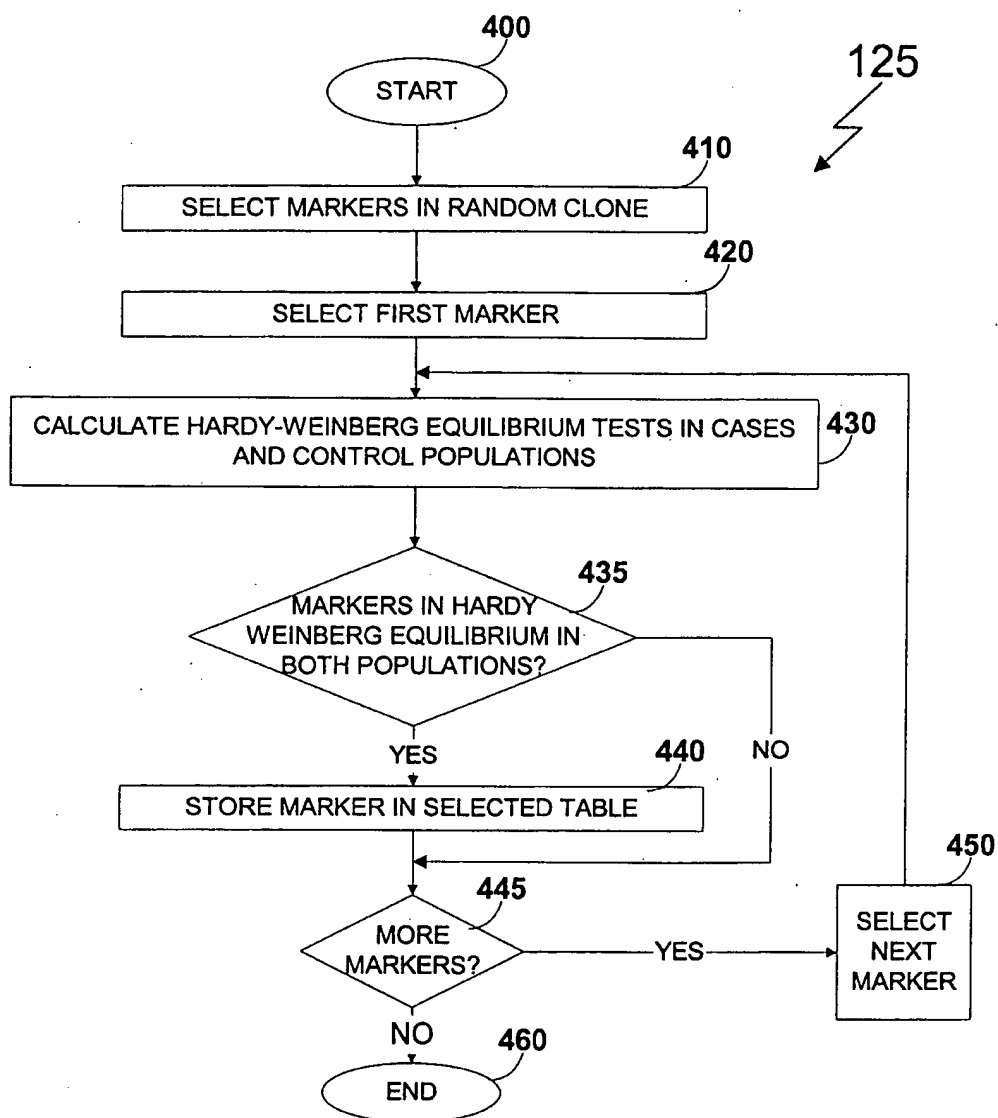 400
START
125
410
SELECT MARKERS IN RANDOM CLONE
420
SELECT FIRST MARKER
CALCULATE HARDY-WEINBERG EQUILIBRIUM TESTS IN CASES
AND CONTROL POPULATIONS
430
435
MARKERS IN HARDY
WEINBERG EQUILIBRIUM IN
BOTH POPULATIONS?
YES
NO
440
STORE MARKER IN SELECTED TABLE
445
MORE
MARKERS?
YES
450
SELECT
NEXT
MARKER
NO
460
END